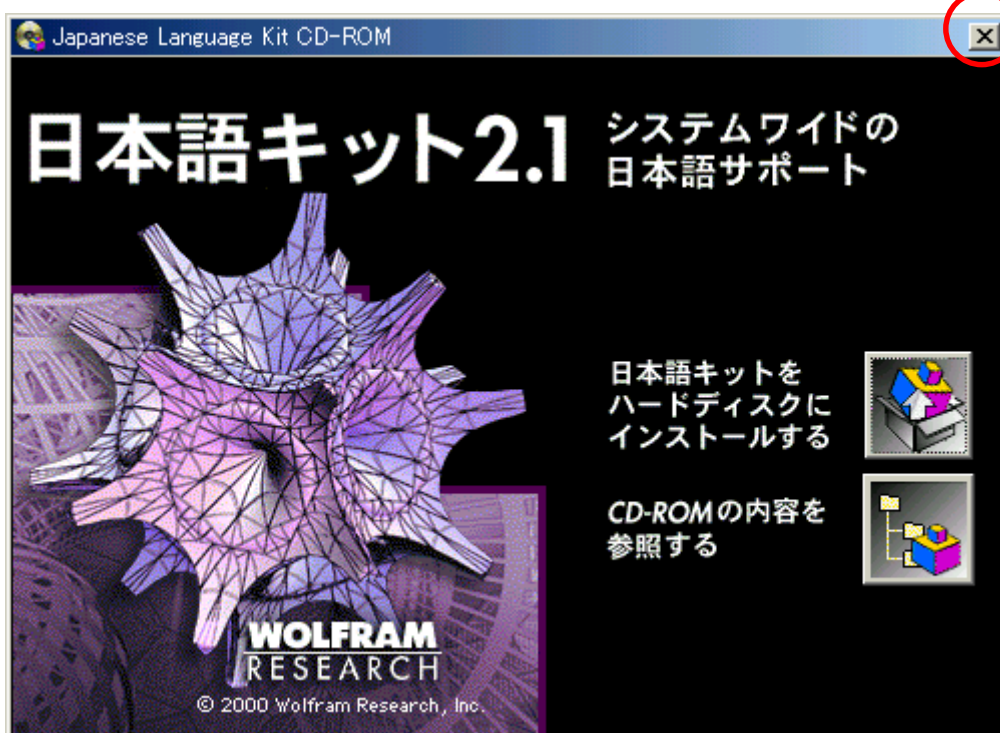 Japanese Language Kit CD-ROM
日本語キット2.1
システムワイドの
日本語サポート
日本語キットを
ハードディスクに
インストールする
CD-ROMの内容を
参照する
WOLFRAM
RESEARCH
© 2000 Wolfram Research, Inc.